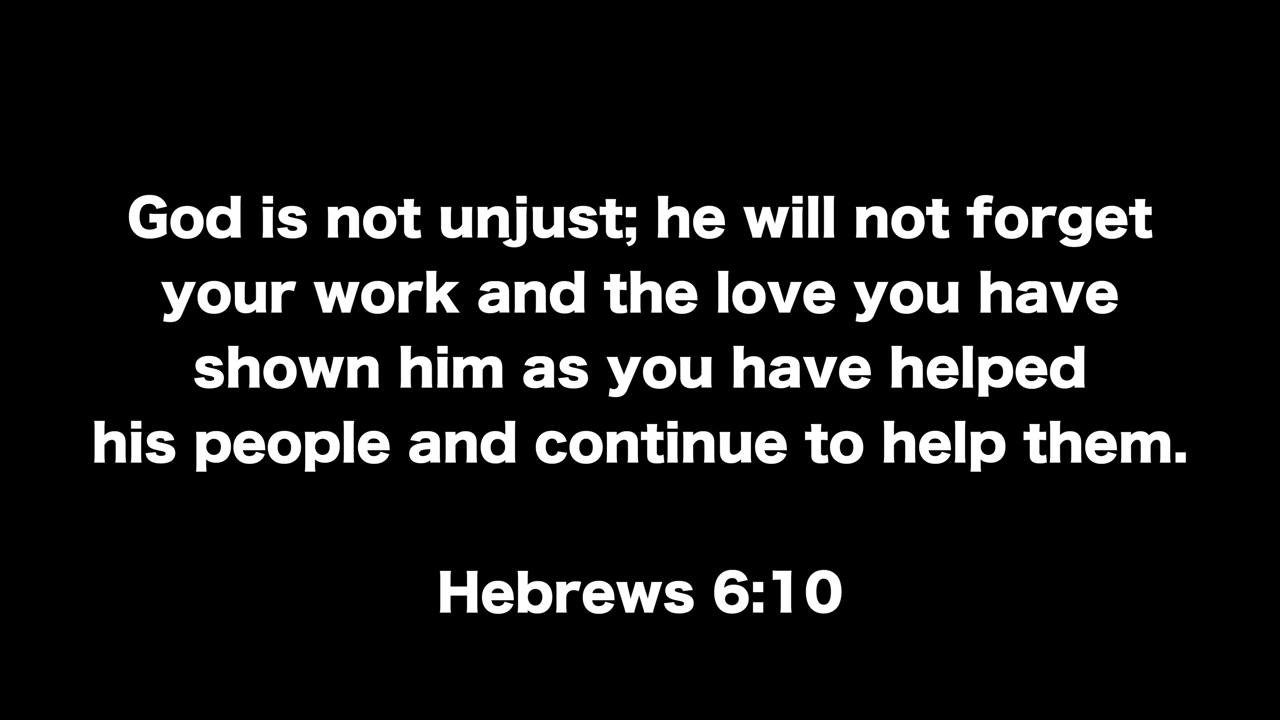 God is not unjust; he will not forget
your work and the love you have
shown him as you have helped
his people and continue to help them.
Hebrews 6:10